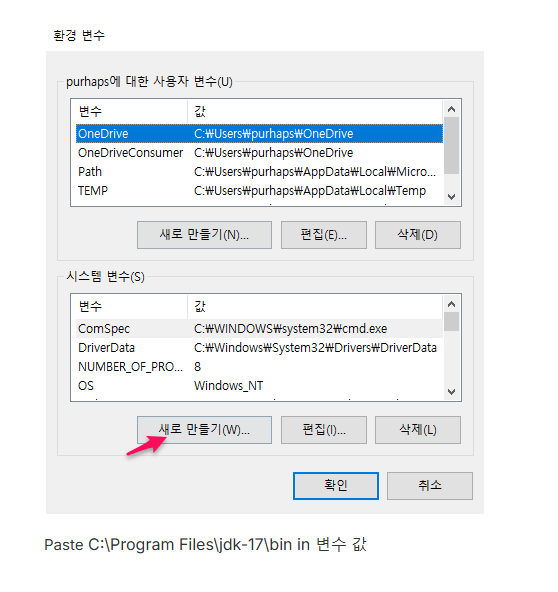 환경 변수
purhaps에 대한 사용자 변수(U)
변수 값
OneDrive C:₩Users₩purhaps₩OneDrive
OneDriveConsumer C:₩Users₩purhaps₩OneDrive
Path C:₩Users₩purhaps₩AppData₩Local₩Micro...
TEMP C:₩Users₩purhaps₩AppData₩Local₩Temp
새로 만들기(N)... 편집(E)... 삭제(D)
시스템 변수(S)
변수 값
ComSpec C:₩WINDOWS₩system32₩cmd.exe
DriverData C:₩Windows₩System32₩Drivers₩DriverData
NUMBER_OF_PRO... 8
OS Windows_NT
새로 만들기(W)... 편집(I)... 삭제(L)
확인 취소
Paste C:\Program Files\jdk-17\bin in 변수 값